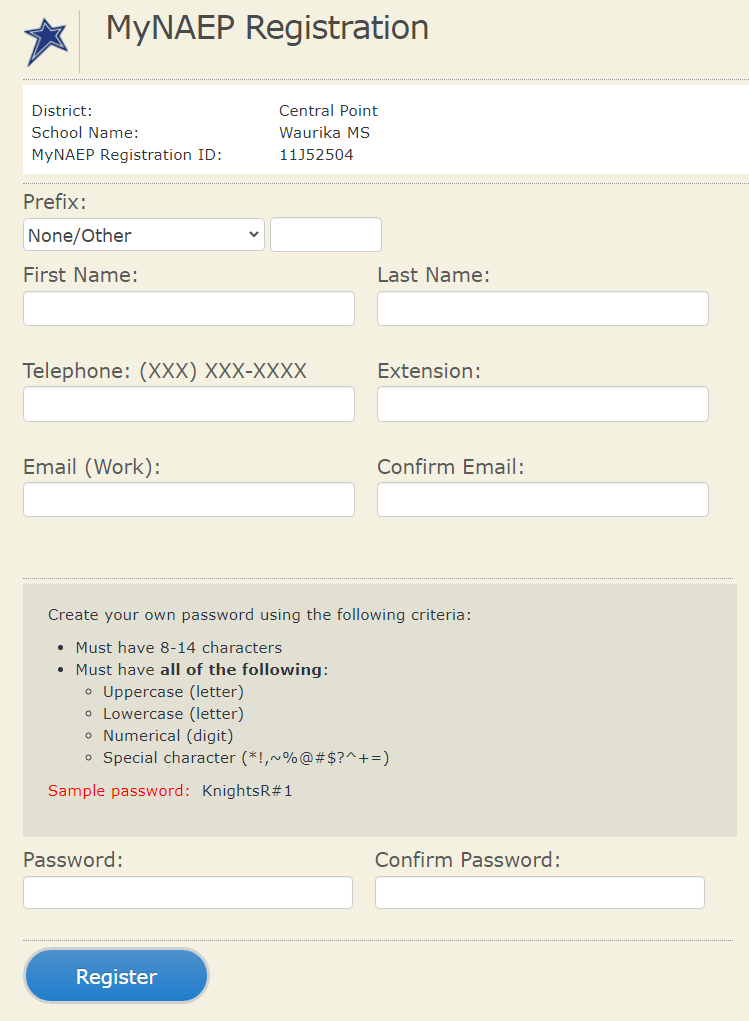 MyNAEP Registration
District: Central Point
School Name: Waurika MS
MyNAEP Registration ID: 11J52504
Prefix:
None/Other
First Name: Last Name:
Telephone: (XXX) XXX-XXXX Extension:
Email (Work): Confirm Email:
Create your own password using the following criteria:
• Must have 8-14 characters
• Must have all of the following:
◦ Uppercase (letter)
◦ Lowercase (letter)
◦ Numerical (digit)
◦ Special character (*!,~%@#$?^+=)
Sample password: KnightsR#1
Password: Confirm Password:
Register